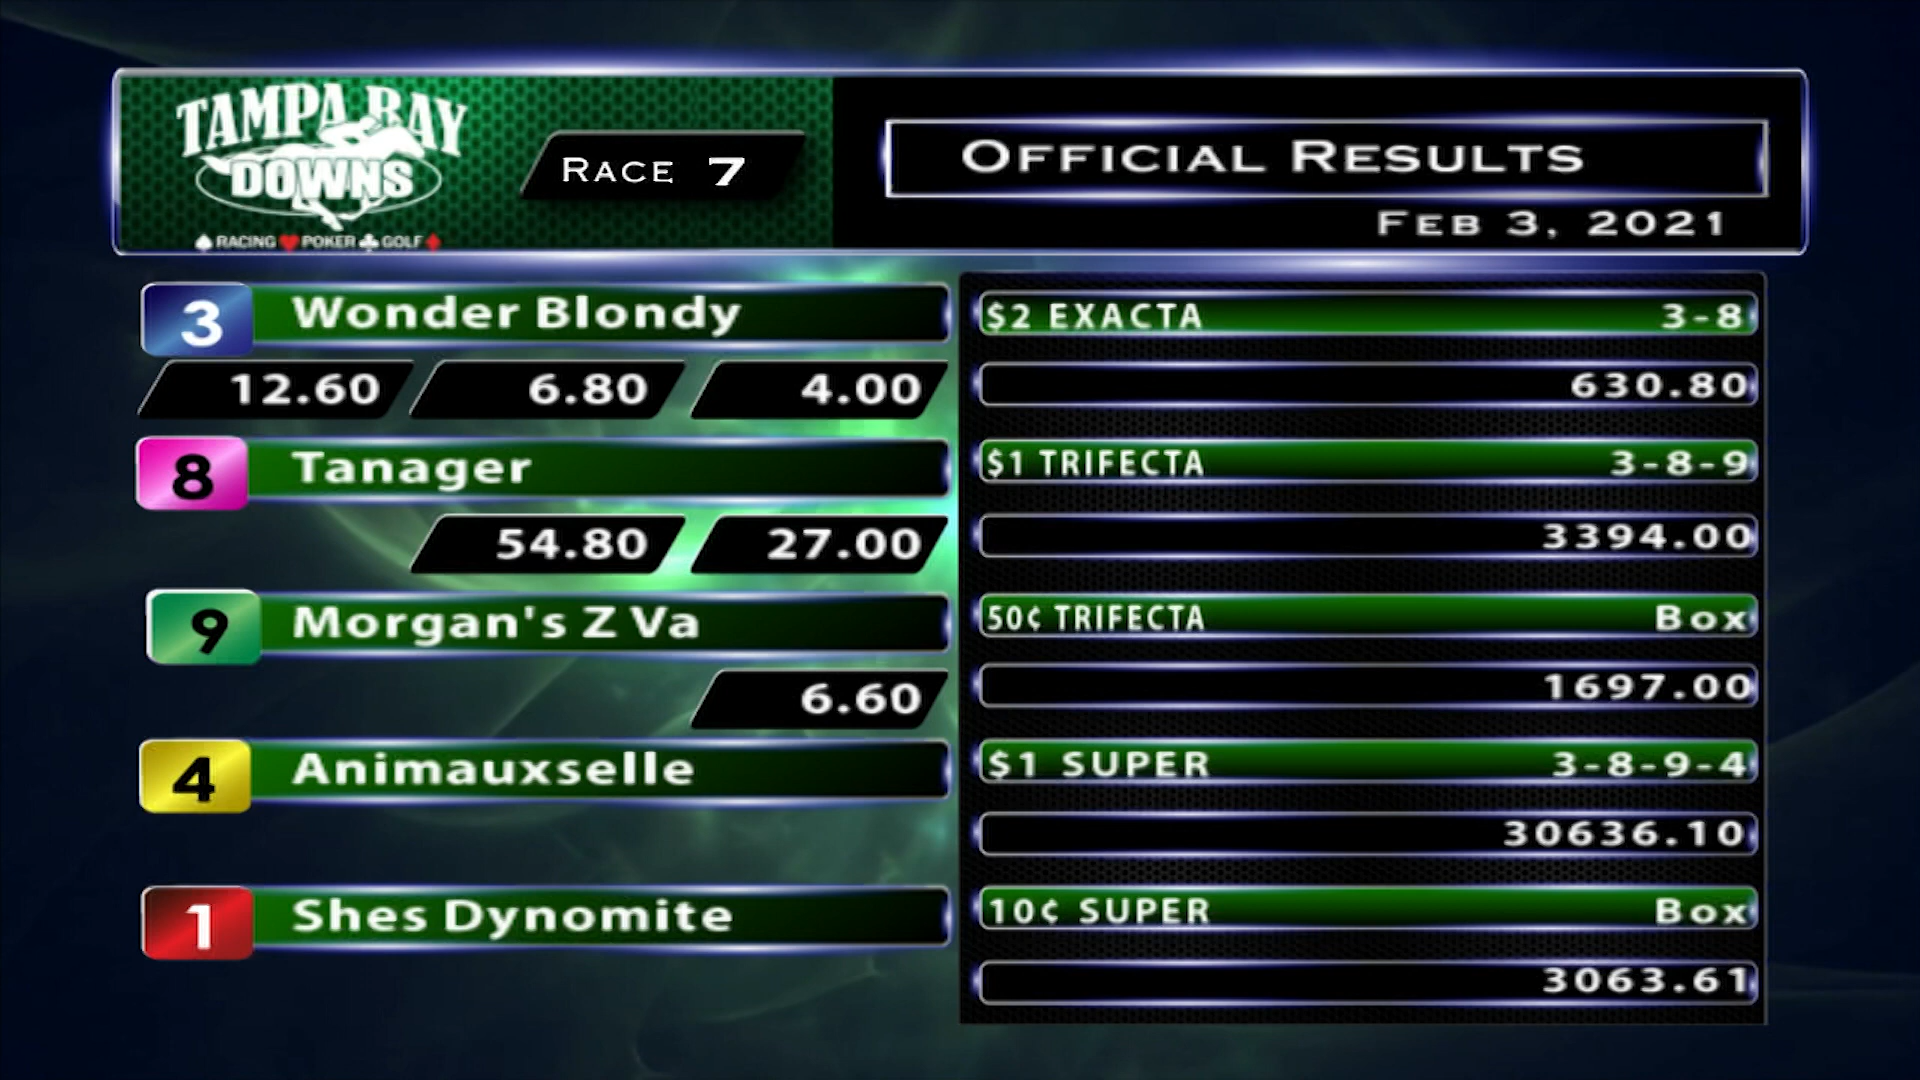 TAMPA BAY
DOWNS
RACING POKER GOLF
RACE 7
OFFICIAL RESULTS
FEB 3, 2021
3 Wonder Blondy
12.60 6.80 4.00
8 Tanager
54.80 27.00
9 Morgan's Z Va
6.60
4 Animauxselle
1 Shes Dynomite
$2 EXACTA 3-8
630.80
$1 TRIFECTA 3-8-9
3394.00
50¢ TRIFECTA Box
1697.00
$1 SUPER 3-8-9-4
30636.10
10¢ SUPER Box
3063.61